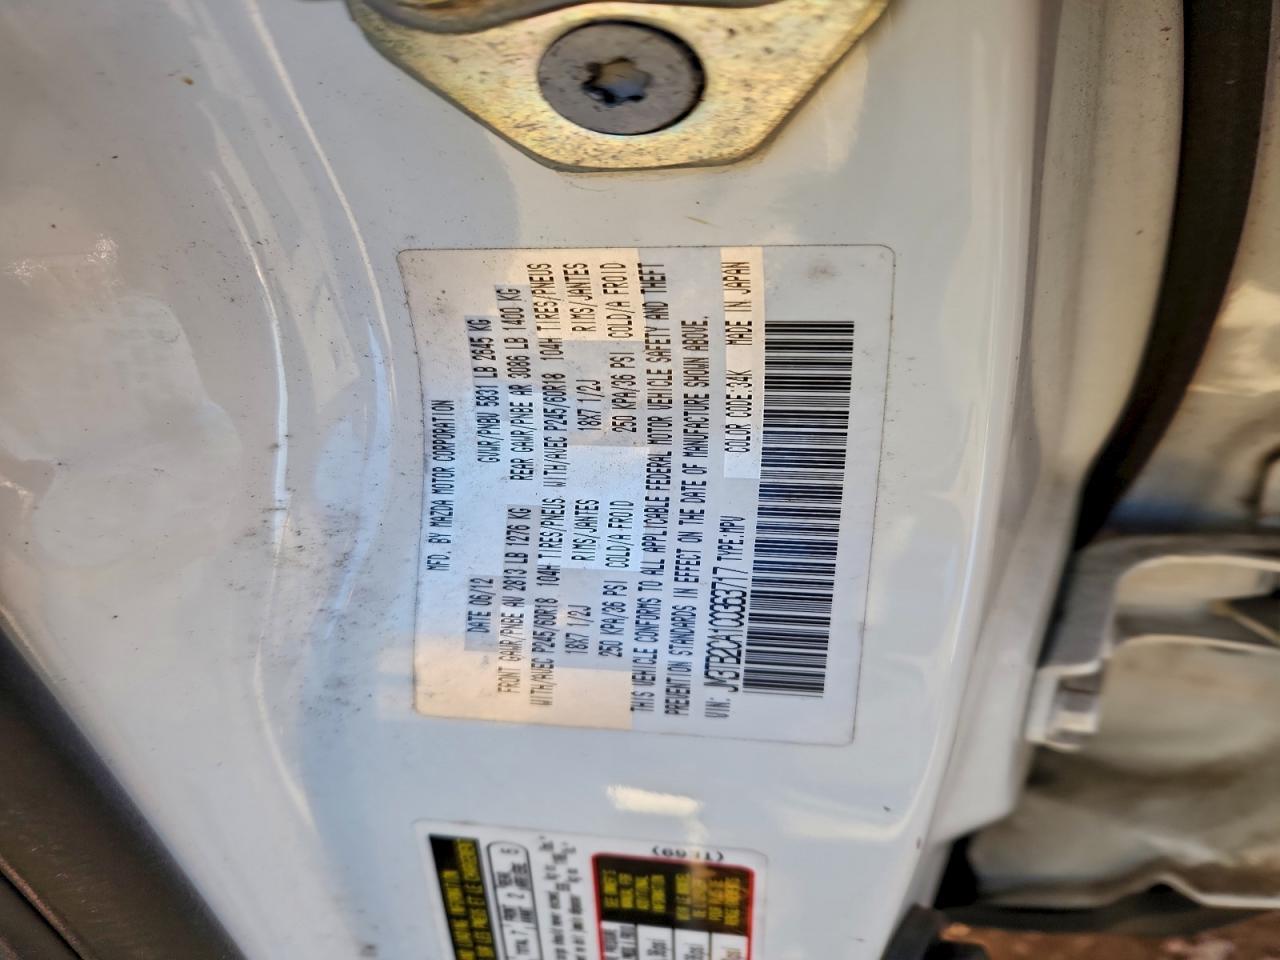 MFD. BY MAZDA MOTOR CORPORATION
DATE 06/12 GVWR/PNBV 5831 LB 2645 KG
FRONT GAWR/PNBE AV 2813 LB 1276 KG REAR GAWR/PNBE AR 3086 LB 1400 KG
WITH/AVEC P245/60R18 104H TIRES/PNEUS WITH/AVEC P245/60R18 104H TIRES/PNEUS
18X7 1/2J RIMS/JANTES 18X7 1/2J RIMS/JANTES
250 KPA/36 PSI COLD/A FROID 250 KPA/36 PSI COLD/A FROID
THIS VEHICLE CONFORMS TO ALL APPLICABLE FEDERAL MOTOR VEHICLE SAFETY AND THEFT
PREVENTION STANDARDS IN EFFECT ON THE DATE OF MANUFACTURE SHOWN ABOVE.
VIN: JM3TB2CA1C0363717 TYPE:MPV COLOR CODE:34K MADE IN JAPAN
(TE69)